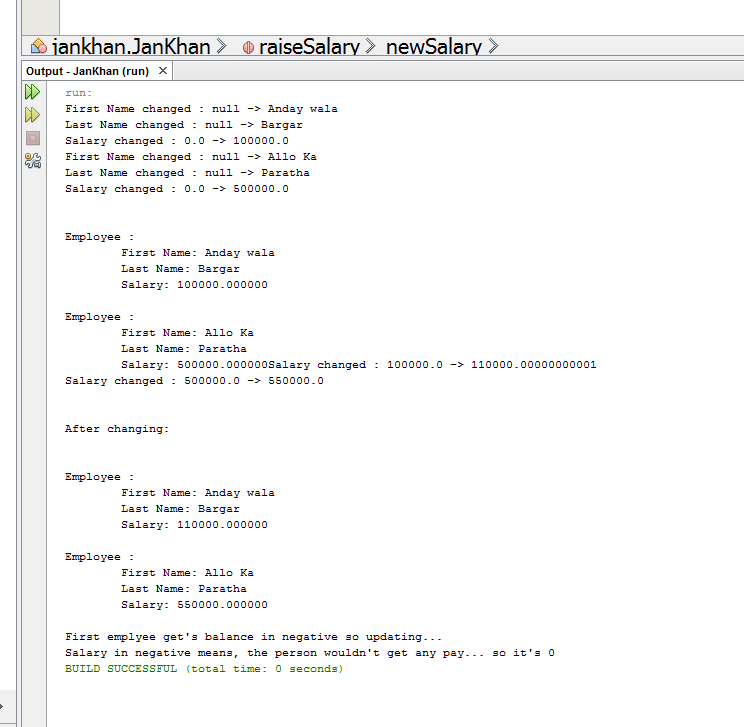 jankhan.JanKhan raiseSalary newSalary
Output - JanKhan (run) ×
run:
First Name changed : null -> Anday wala
Last Name changed : null -> Bargar
Salary changed : 0.0 -> 100000.0
First Name changed : null -> Allo Ka
Last Name changed : null -> Paratha
Salary changed : 0.0 -> 500000.0
Employee :
First Name: Anday wala
Last Name: Bargar
Salary: 100000.000000
Employee :
First Name: Allo Ka
Last Name: Paratha
Salary: 500000.000000Salary changed : 100000.0 -> 110000.00000000001
Salary changed : 500000.0 -> 550000.0
After changing:
Employee :
First Name: Anday wala
Last Name: Bargar
Salary: 110000.000000
Employee :
First Name: Allo Ka
Last Name: Paratha
Salary: 550000.000000
First emplyee get's balance in negative so updating...
Salary in negative means, the person wouldn't get any pay... so it's 0
BUILD SUCCESSFUL (total time: 0 seconds)